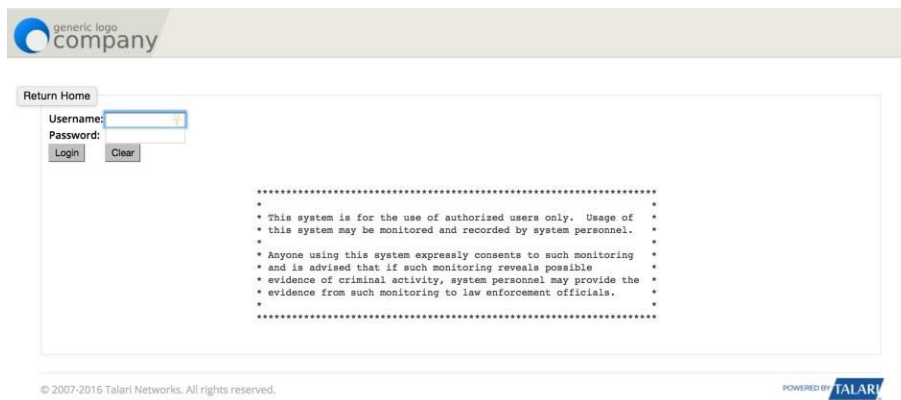 generic logo
company
Return Home
Username:
Password:
Login Clear
*********************************************************************
* *
* This system is for the use of authorized users only. Usage of *
* this system may be monitored and recorded by system personnel. *
* *
* Anyone using this system expressly consents to such monitoring *
* and is advised that if such monitoring reveals possible *
* evidence of criminal activity, system personnel may provide the *
* evidence from such monitoring to law enforcement officials. *
* *
*********************************************************************
© 2007-2016 Talari Networks. All rights reserved.
POWERED BY TALARI